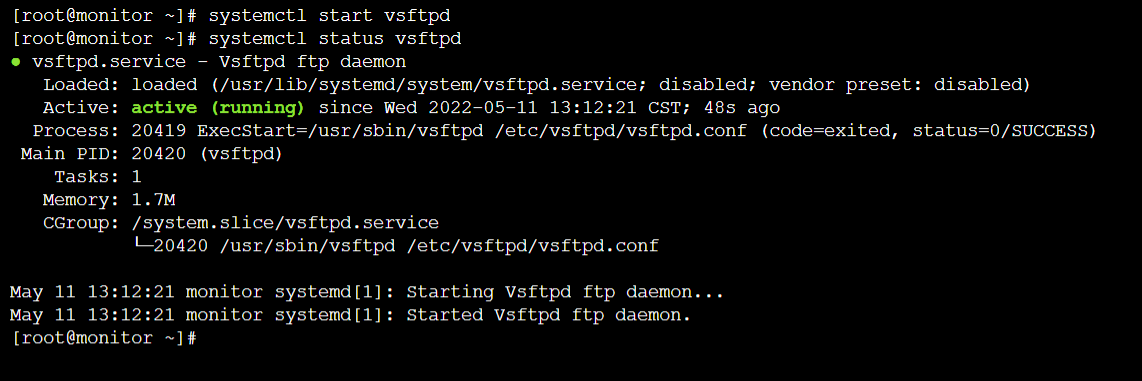 [root@monitor ~]# systemctl start vsftpd
[root@monitor ~]# systemctl status vsftpd
● vsftpd.service - Vsftpd ftp daemon
   Loaded: loaded (/usr/lib/systemd/system/vsftpd.service; disabled; vendor preset: disabled)
   Active: active (running) since Wed 2022-05-11 13:12:21 CST; 48s ago
  Process: 20419 ExecStart=/usr/sbin/vsftpd /etc/vsftpd/vsftpd.conf (code=exited, status=0/SUCCESS)
 Main PID: 20420 (vsftpd)
    Tasks: 1
   Memory: 1.7M
   CGroup: /system.slice/vsftpd.service
           └─20420 /usr/sbin/vsftpd /etc/vsftpd/vsftpd.conf
May 11 13:12:21 monitor systemd[1]: Starting Vsftpd ftp daemon...
May 11 13:12:21 monitor systemd[1]: Started Vsftpd ftp daemon.
[root@monitor ~]#